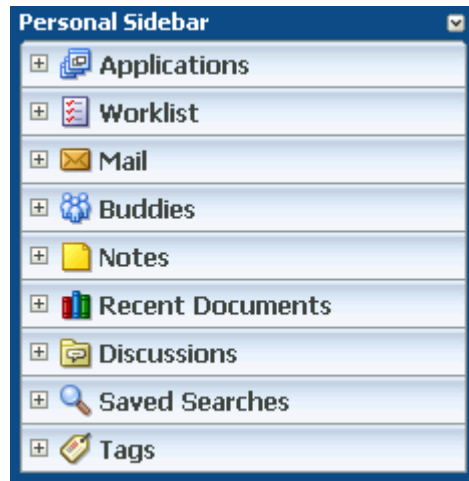 Personal Sidebar
Applications
Worklist
Mail
Buddies
Notes
Recent Documents
Discussions
Saved Searches
Tags